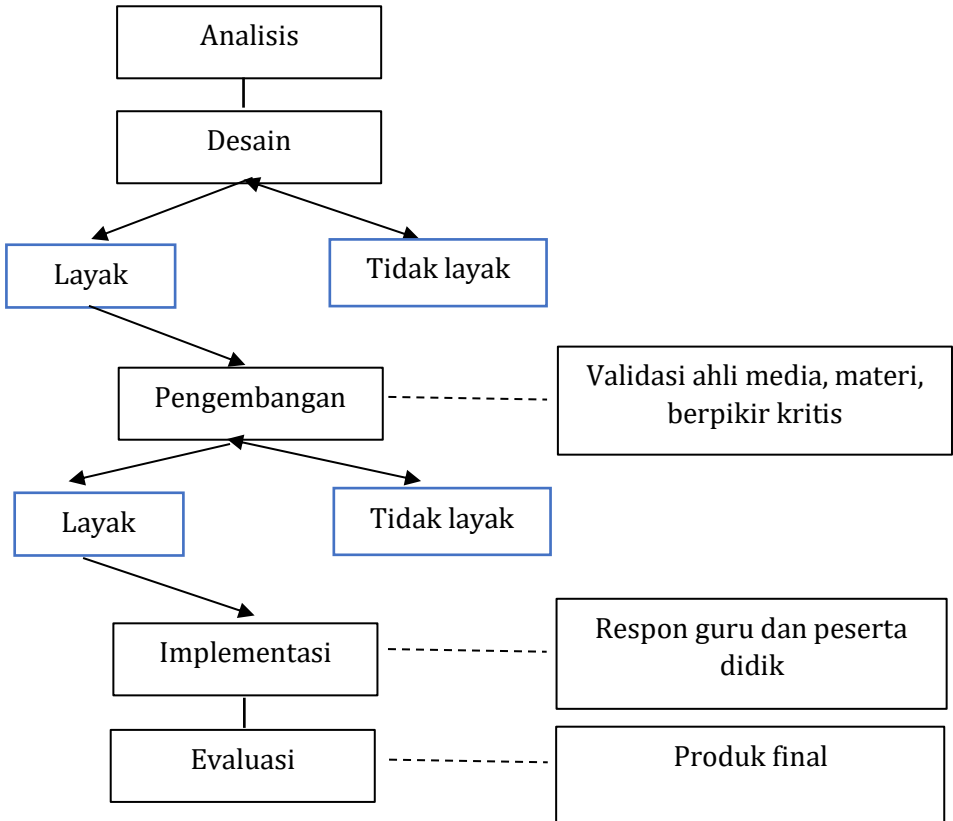 Analisis
Desain
Layak
Tidak layak
Pengembangan
Validasi ahli media, materi,
berpikir kritis
Layak
Tidak layak
Implementasi
Respon guru dan peserta
didik
Evaluasi
Produk final